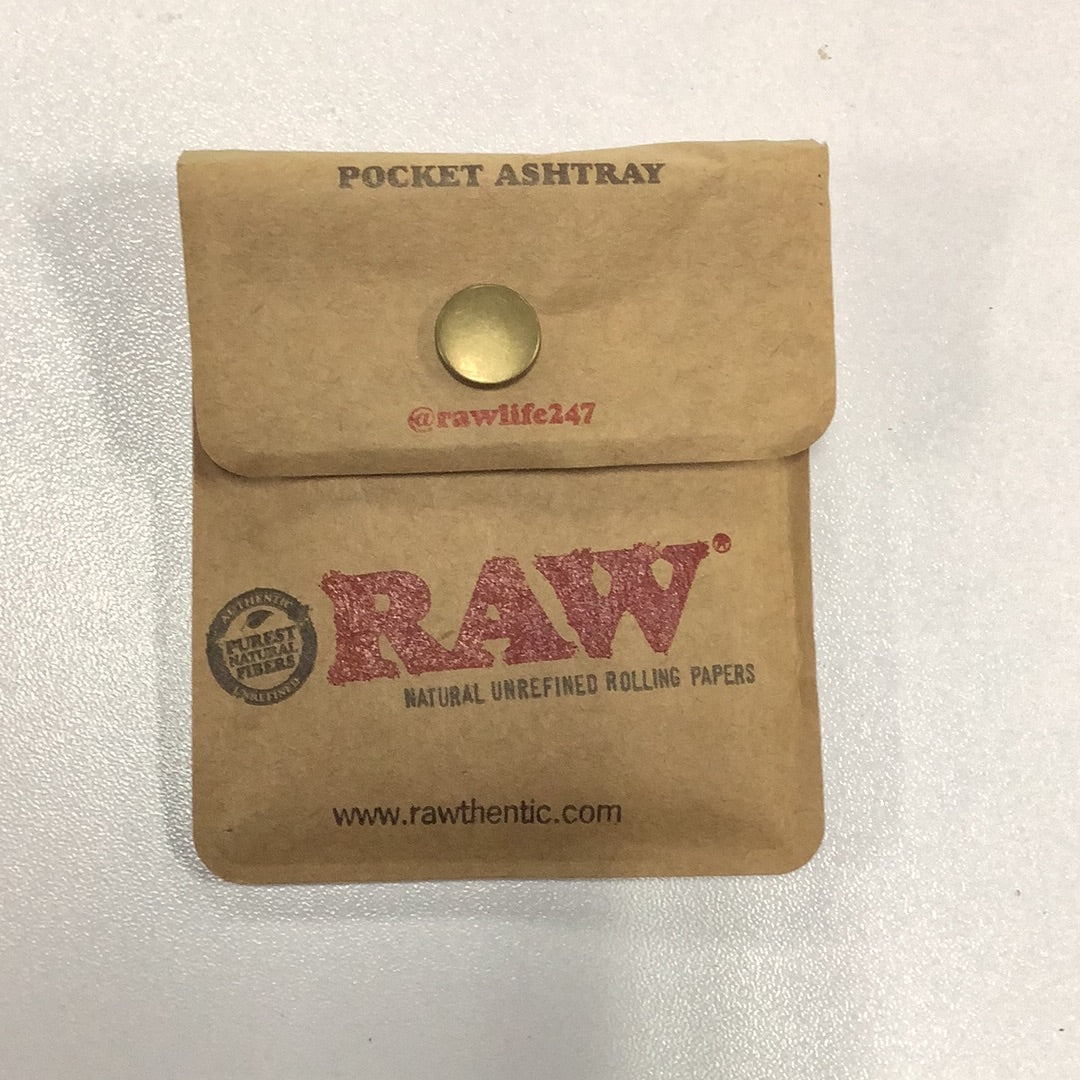 POCKET ASHTRAY
@rawlife247
RAW®
AUTHENTIC
PUREST
NATURAL
FIBERS
UNREFINED
NATURAL UNREFINED ROLLING PAPERS
www.rawthentic.com